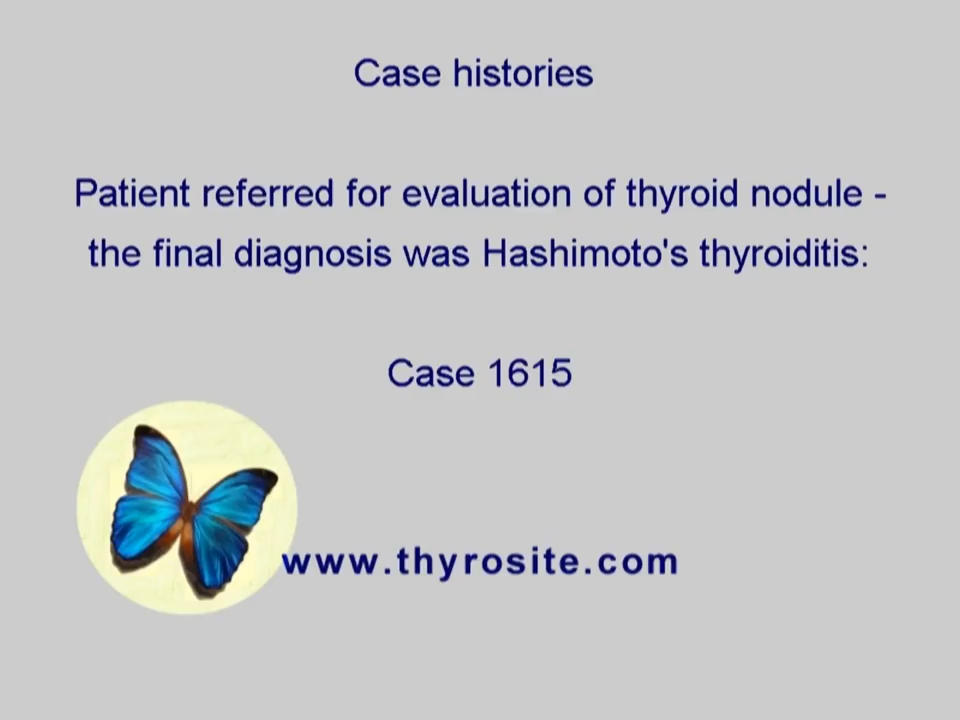 Case histories
Patient referred for evaluation of thyroid nodule -
the final diagnosis was Hashimoto's thyroiditis:
Case 1615
www.thyrosite.com